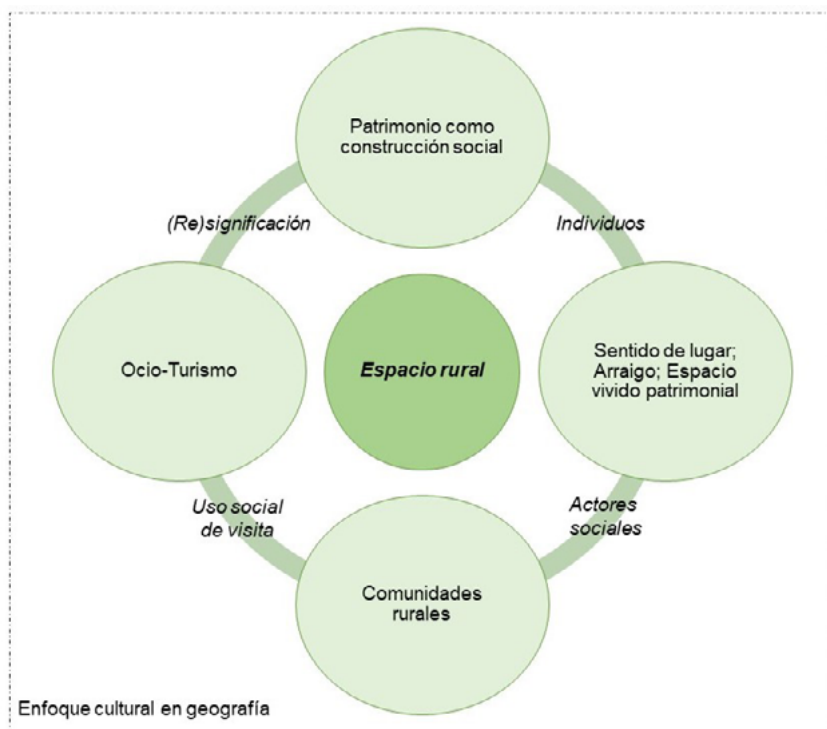 Patrimonio como
construcción social
(Re)significación
Individuos
Ocio-Turismo
Espacio rural
Sentido de lugar;
Arraigo; Espacio
vivido patrimonial
Uso social
de visita
Actores
sociales
Comunidades
rurales
Enfoque cultural en geografía